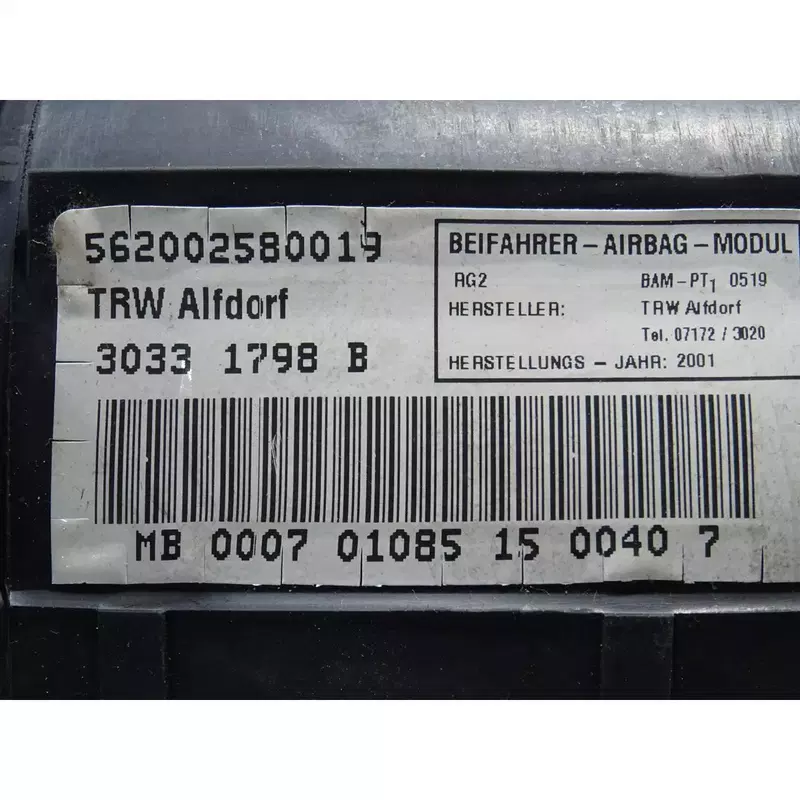 562002580019
TRW Alfdorf
3033 1798 B
BEIFAHRER-AIRBAG-MODUL
RG2 BAM-PT1 0519
HERSTELLER: TRW Alfdorf
Tel. 07172 / 3020
HERSTELLUNGS - JAHR: 2001
MB 0007 01085 15 0040 7